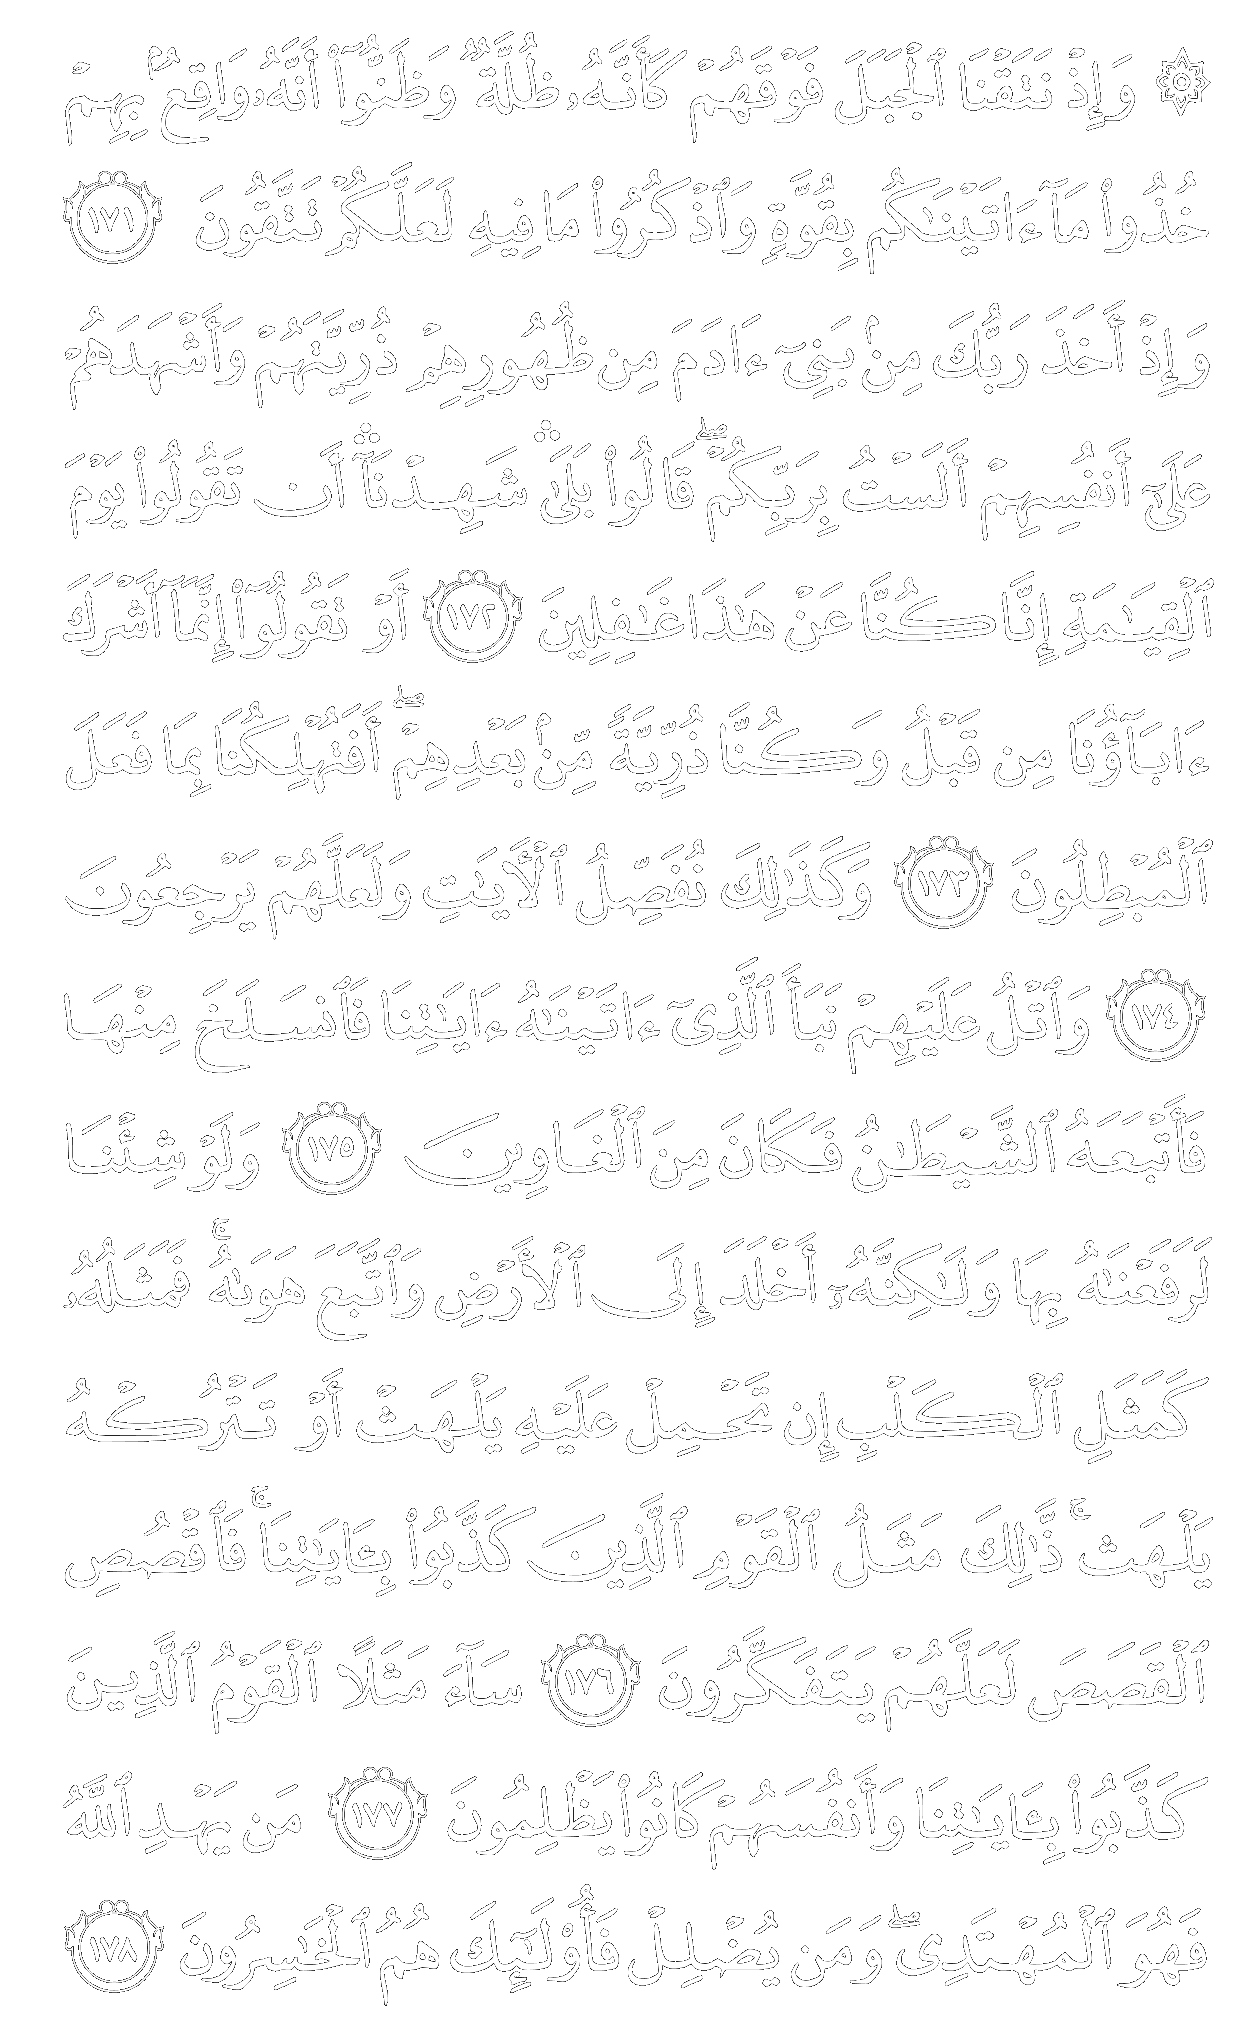 ۞ وَإِذْ نَتَقْنَا ٱلْجَبَلَ فَوْقَهُمْ كَأَنَّهُۥ ظُلَّةٌ وَظَنُّوٓا۟ أَنَّهُۥ وَاقِعٌۢ بِهِمْ
خُذُوا۟ مَآ ءَاتَيْنَٰكُم بِقُوَّةٍ وَٱذْكُرُوا۟ مَا فِيهِ لَعَلَّكُمْ تَتَّقُونَ ١٧١
وَإِذْ أَخَذَ رَبُّكَ مِنۢ بَنِىٓ ءَادَمَ مِن ظُهُورِهِمْ ذُرِّيَّتَهُمْ وَأَشْهَدَهُمْ
عَلَىٰٓ أَنفُسِهِمْ أَلَسْتُ بِرَبِّكُمْ ۖ قَالُوا۟ بَلَىٰ ۛ شَهِدْنَآ ۛ أَن تَقُولُوا۟ يَوْمَ
ٱلْقِيَٰمَةِ إِنَّا كُنَّا عَنْ هَٰذَا غَٰفِلِينَ ١٧٢ أَوْ تَقُولُوٓا۟ إِنَّمَآ أَشْرَكَ
ءَابَآؤُنَا مِن قَبْلُ وَكُنَّا ذُرِّيَّةً مِّنۢ بَعْدِهِمْ ۖ أَفَتُهْلِكُنَا بِمَا فَعَلَ
ٱلْمُبْطِلُونَ ١٧٣ وَكَذَٰلِكَ نُفَصِّلُ ٱلْءَايَٰتِ وَلَعَلَّهُمْ يَرْجِعُونَ
١٧٤ وَٱتْلُ عَلَيْهِمْ نَبَأَ ٱلَّذِىٓ ءَاتَيْنَٰهُ ءَايَٰتِنَا فَٱنسَلَخَ مِنْهَا
فَأَتْبَعَهُ ٱلشَّيْطَٰنُ فَكَانَ مِنَ ٱلْغَاوِينَ ١٧٥ وَلَوْ شِئْنَا
لَرَفَعْنَٰهُ بِهَا وَلَٰكِنَّهُۥٓ أَخْلَدَ إِلَى ٱلْأَرْضِ وَٱتَّبَعَ هَوَىٰهُ ۚ فَمَثَلُهُۥ
كَمَثَلِ ٱلْكَلْبِ إِن تَحْمِلْ عَلَيْهِ يَلْهَثْ أَوْ تَتْرُكْهُ
يَلْهَث ۚ ذَّٰلِكَ مَثَلُ ٱلْقَوْمِ ٱلَّذِينَ كَذَّبُوا۟ بِـَٔايَٰتِنَا ۚ فَٱقْصُصِ
ٱلْقَصَصَ لَعَلَّهُمْ يَتَفَكَّرُونَ ١٧٦ سَآءَ مَثَلًا ٱلْقَوْمُ ٱلَّذِينَ
كَذَّبُوا۟ بِـَٔايَٰتِنَا وَأَنفُسَهُمْ كَانُوا۟ يَظْلِمُونَ ١٧٧ مَن يَهْدِ ٱللَّهُ
فَهُوَ ٱلْمُهْتَدِى ۖ وَمَن يُضْلِلْ فَأُو۟لَٰٓئِكَ هُمُ ٱلْخَٰسِرُونَ ١٧٨